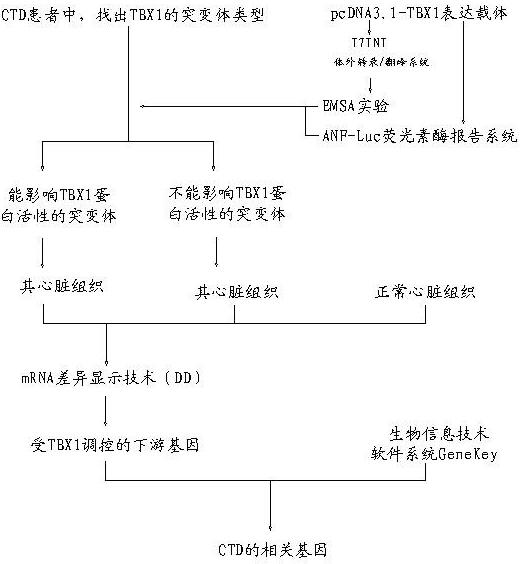 CTD患者中，找出TBX1的突变体类型
pcDNA3.1-TBX1表达载体
T7TNT
体外转录/翻译系统
EMSA实验
ANF-Luc荧光素酶报告系统
能影响TBX1蛋
白活性的突变体
不能影响TBX1蛋
白活性的突变体
其心脏组织
其心脏组织
正常心脏组织
mRNA差异显示技术（DD）
受TBX1调控的下游基因
生物信息技术
软件系统GeneKey
CTD的相关基因